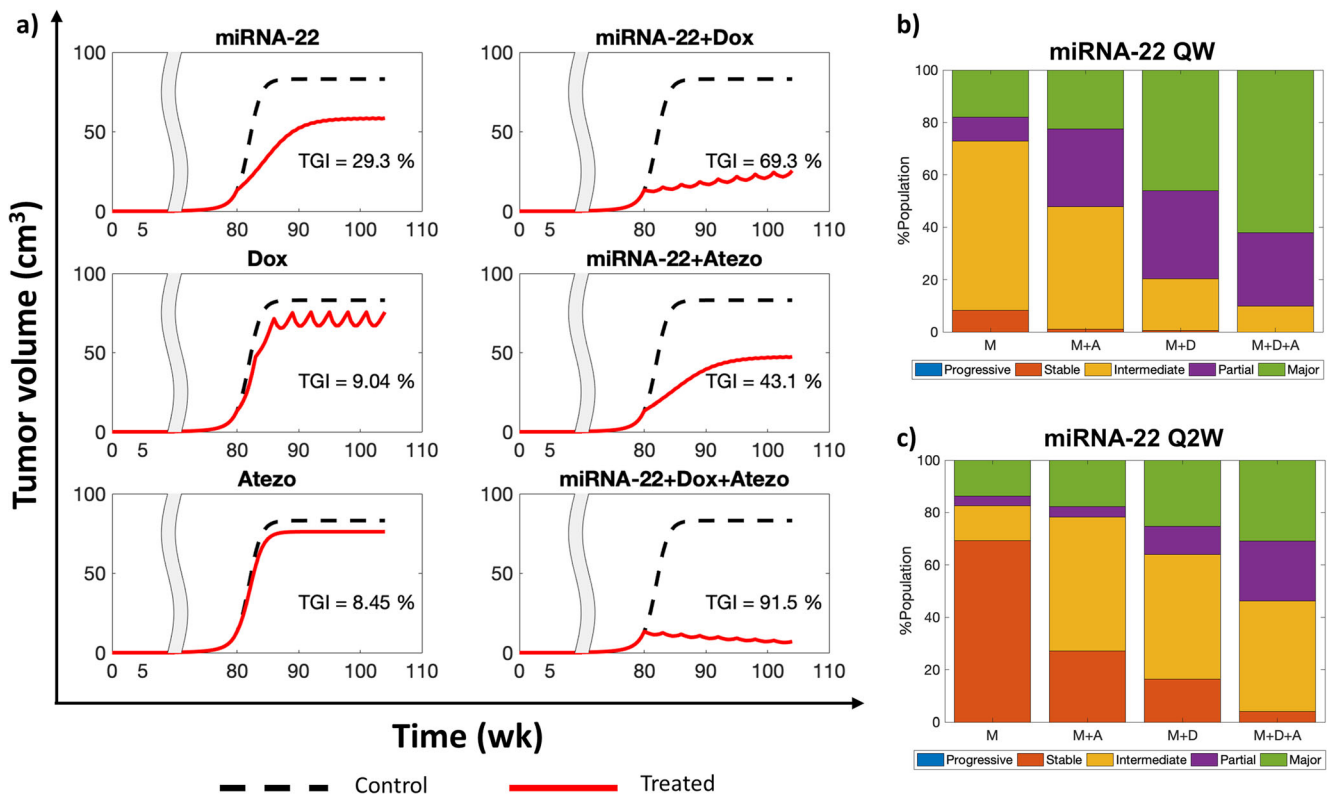 a)
Tumor volume (cm³)
miRNA-22
100
50
0
TGI = 29.3 %
0 5 80 90 100 110
miRNA-22+Dox
100
50
0
TGI = 69.3 %
0 5 80 90 100 110
Dox
100
50
0
TGI = 9.04 %
0 5 80 90 100 110
miRNA-22+Atezo
100
50
0
TGI = 43.1 %
0 5 80 90 100 110
Atezo
100
50
0
TGI = 8.45 %
0 5 80 90 100 110
miRNA-22+Dox+Atezo
100
50
0
TGI = 91.5 %
0 5 80 90 100 110
Time (wk)
Control Treated
b)
miRNA-22 QW
%Population
100
80
60
40
20
0
M M+A M+D M+D+A
Progressive Stable Intermediate Partial Major
c)
miRNA-22 Q2W
%Population
100
80
60
40
20
0
M M+A M+D M+D+A
Progressive Stable Intermediate Partial Major